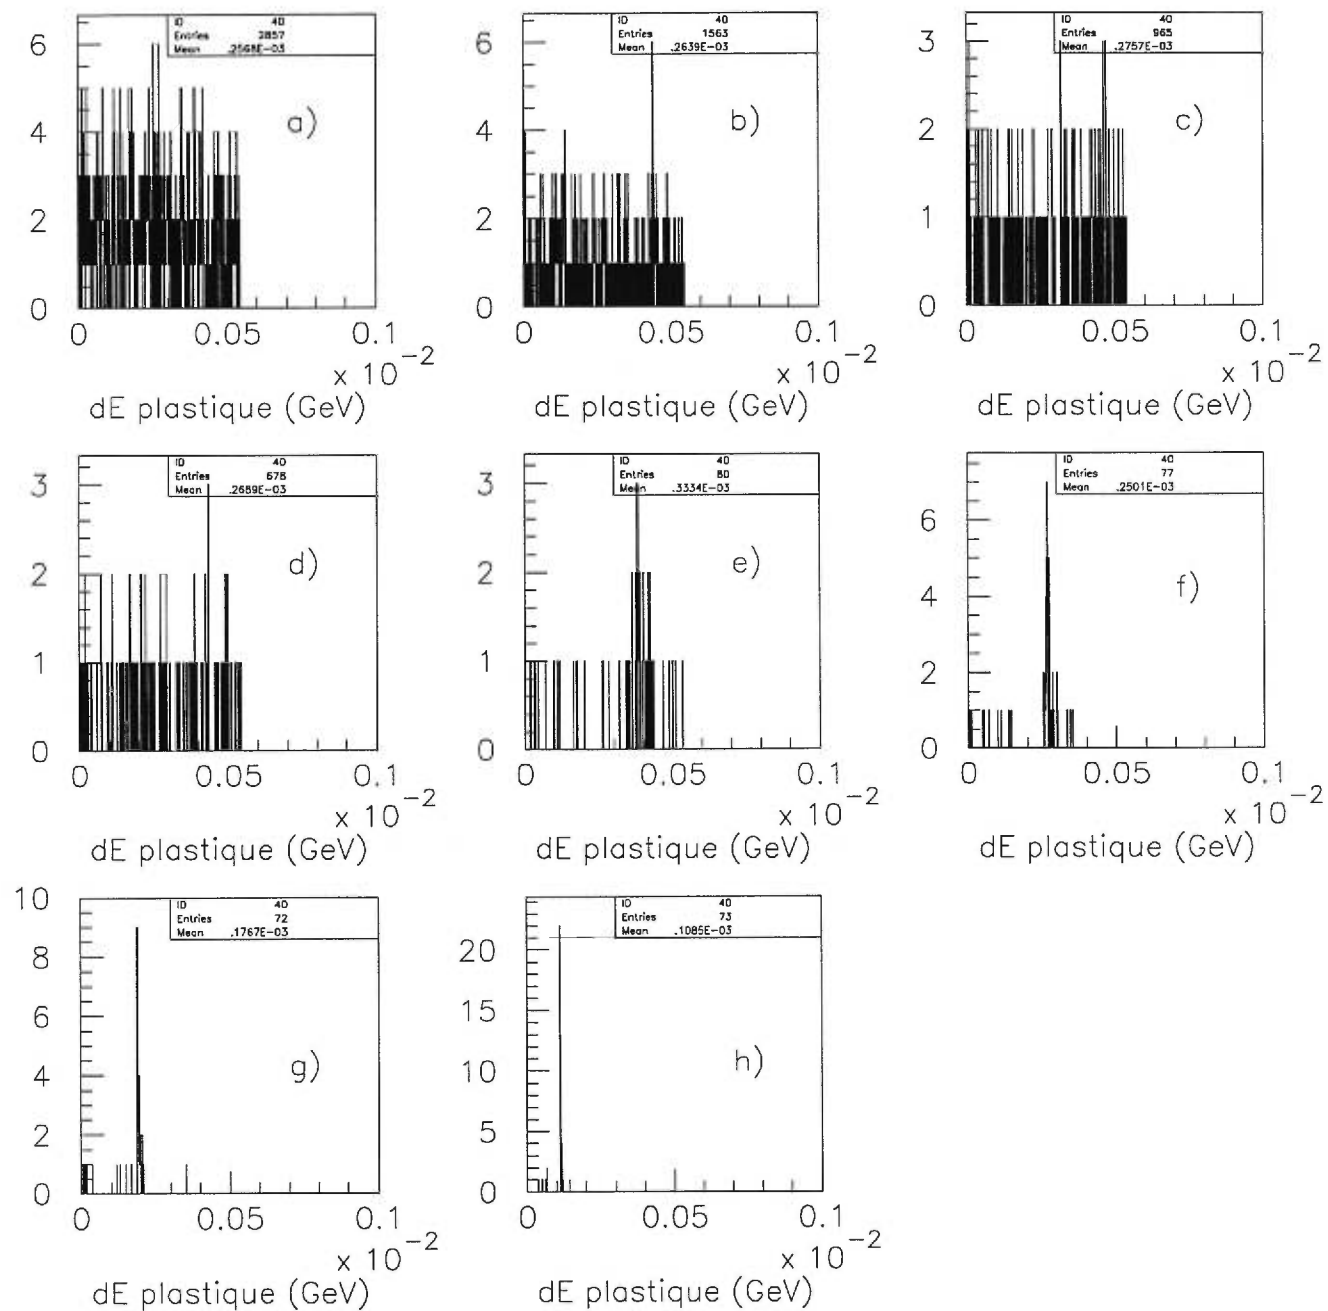 ID 40
Entries 2857
Mean .2568E-03
6
4
2
0
a)
0 0.05 0.1
x 10-2
dE plastique (GeV)
ID 40
Entries 1563
Mean .2639E-03
6
4
2
0
b)
0 0.05 0.1
x 10-2
dE plastique (GeV)
ID 40
Entries 965
Mean .2757E-03
3
2
1
0
c)
0 0.05 0.1
x 10-2
dE plastique (GeV)
ID 40
Entries 678
Mean .2689E-03
3
2
1
0
d)
0 0.05 0.1
x 10-2
dE plastique (GeV)
ID 40
Entries 80
Mean .3334E-03
3
2
1
0
e)
0 0.05 0.1
x 10-2
dE plastique (GeV)
ID 40
Entries 77
Mean .2501E-03
6
4
2
0
f)
0 0.05 0.1
x 10-2
dE plastique (GeV)
ID 40
Entries 72
Mean .1767E-03
10
8
6
4
2
0
g)
0 0.05 0.1
x 10-2
dE plastique (GeV)
ID 40
Entries 73
Mean .1085E-03
20
15
10
5
0
h)
0 0.05 0.1
x 10-2
dE plastique (GeV)